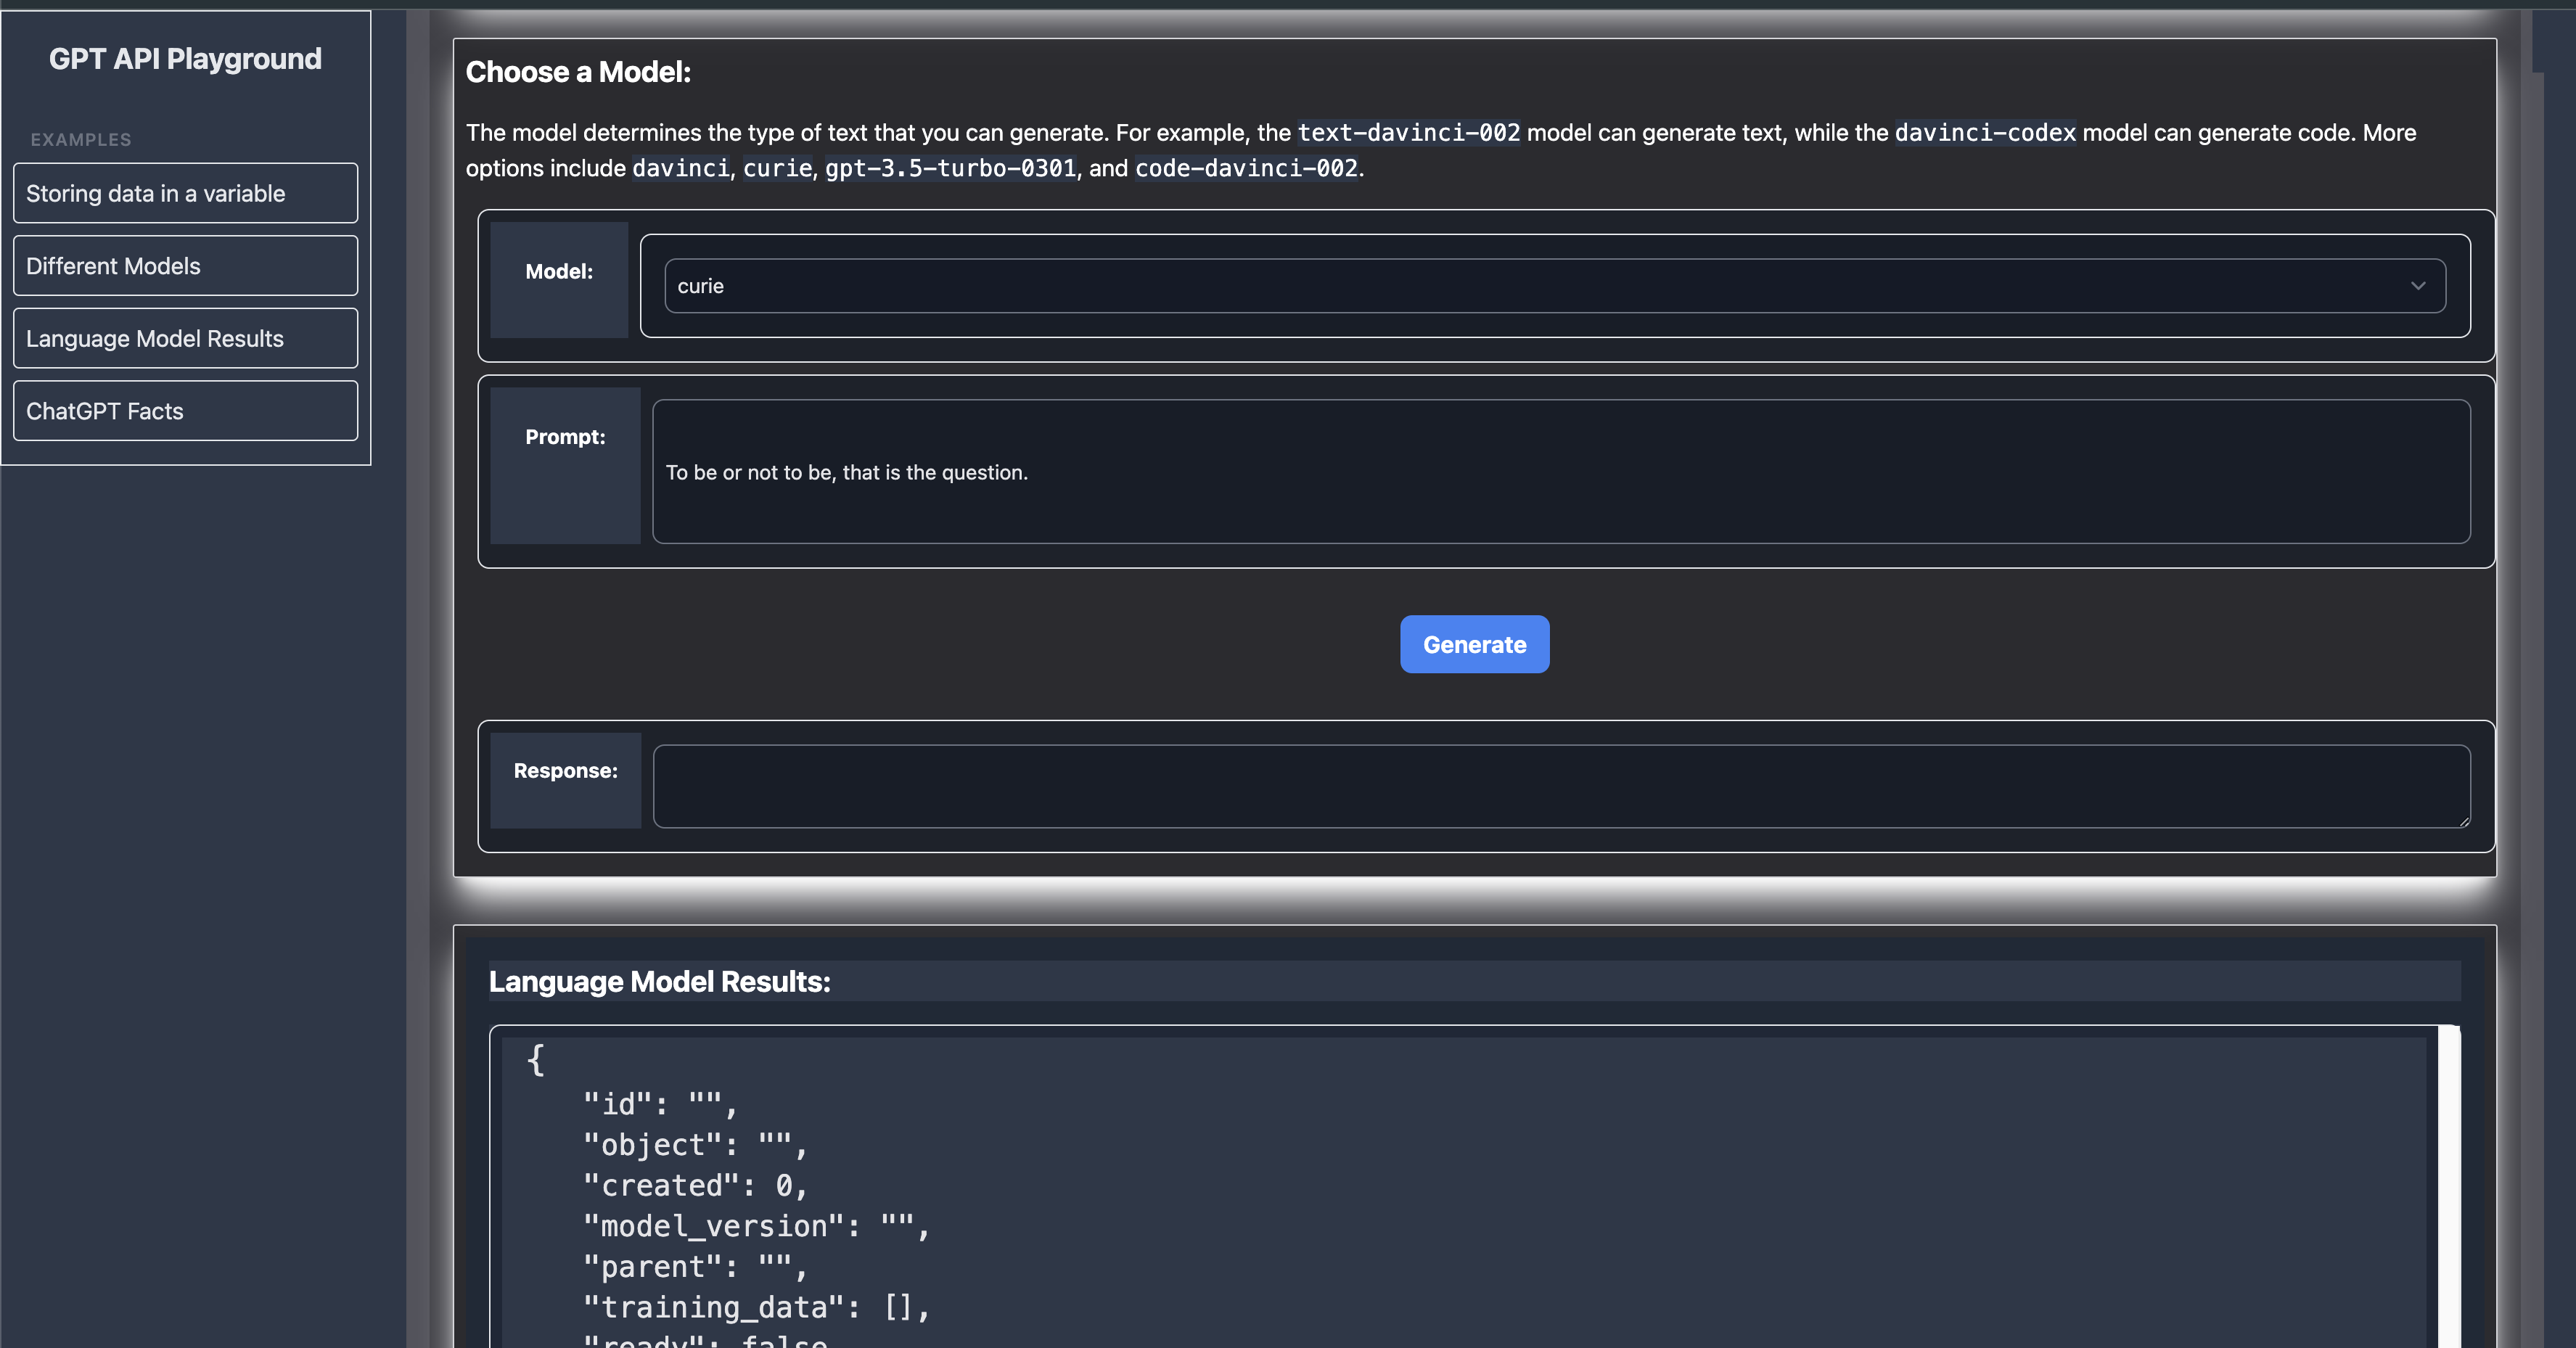 GPT API Playground
EXAMPLES
Storing data in a variable
Different Models
Language Model Results
ChatGPT Facts
Choose a Model:
The model determines the type of text that you can generate. For example, the text-davinci-002 model can generate text, while the davinci-codex model can generate code. More
options include davinci, curie, gpt-3.5-turbo-0301, and code-davinci-002.
Model:
curie
Prompt:
To be or not to be, that is the question.
Generate
Response:
Language Model Results:
{
"id": "",
"object": "",
"created": 0,
"model_version": "",
"parent": "",
"training_data": [],
"ready": false